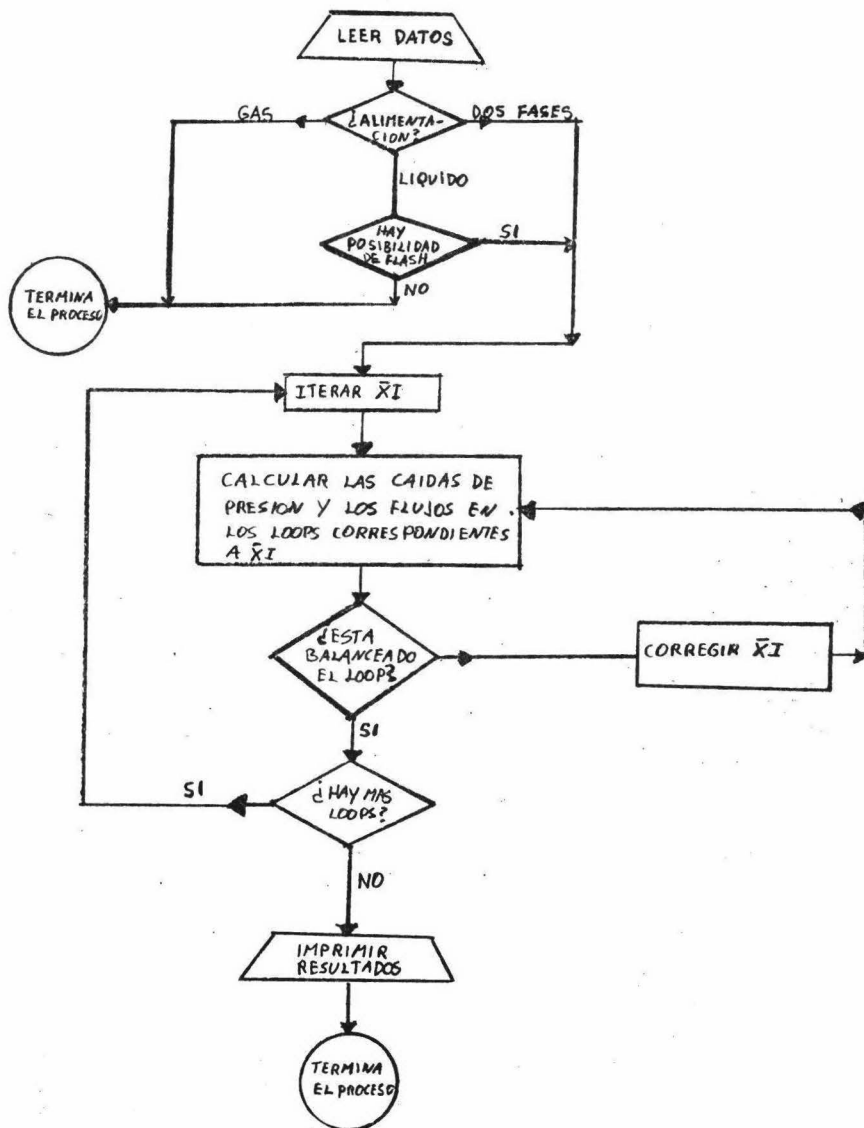 LEER DATOS
GAS
¿ALIMENTA-
CION?
DOS FASES
LIQUIDO
HAY
POSIBILIDAD
DE FLASH
SI
NO
TERMINA
EL PROCESO
ITERAR X̄I
CALCULAR LAS CAIDAS DE
PRESION Y LOS FLUJOS EN
LOS LOOPS CORRESPONDIENTES
A X̄I
¿ESTA
BALANCEADO
EL LOOP?
CORREGIR X̄I
SI
¿HAY MAS
LOOPS?
SI
NO
IMPRIMIR
RESULTADOS
TERMINA
EL PROCESO